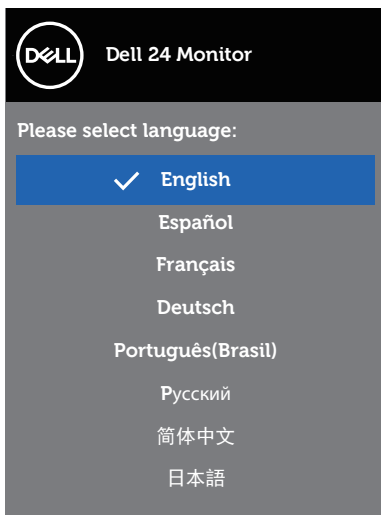 DELL
Dell 24 Monitor
Please select language:
English
Español
Français
Deutsch
Português(Brasil)
Русский
简体中文
日本語